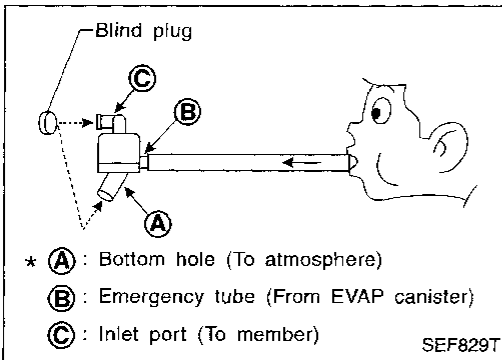 Blind plug
C
B
A
* A : Bottom hole (To atmosphere)
B : Emergency tube (From EVAP canister)
C : Inlet port (To member)
SEF829T